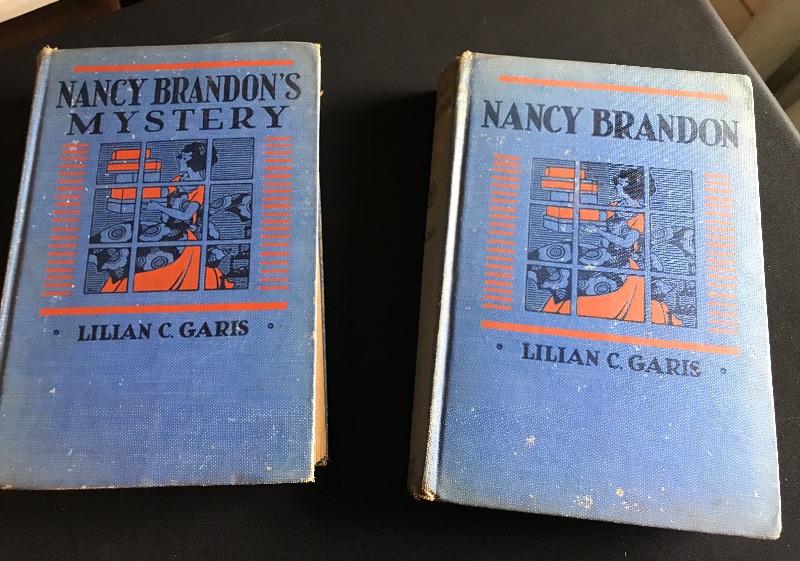 NANCY BRANDON'S
MYSTERY
LILIAN C. GARIS
NANCY BRANDON
LILIAN C. GARIS